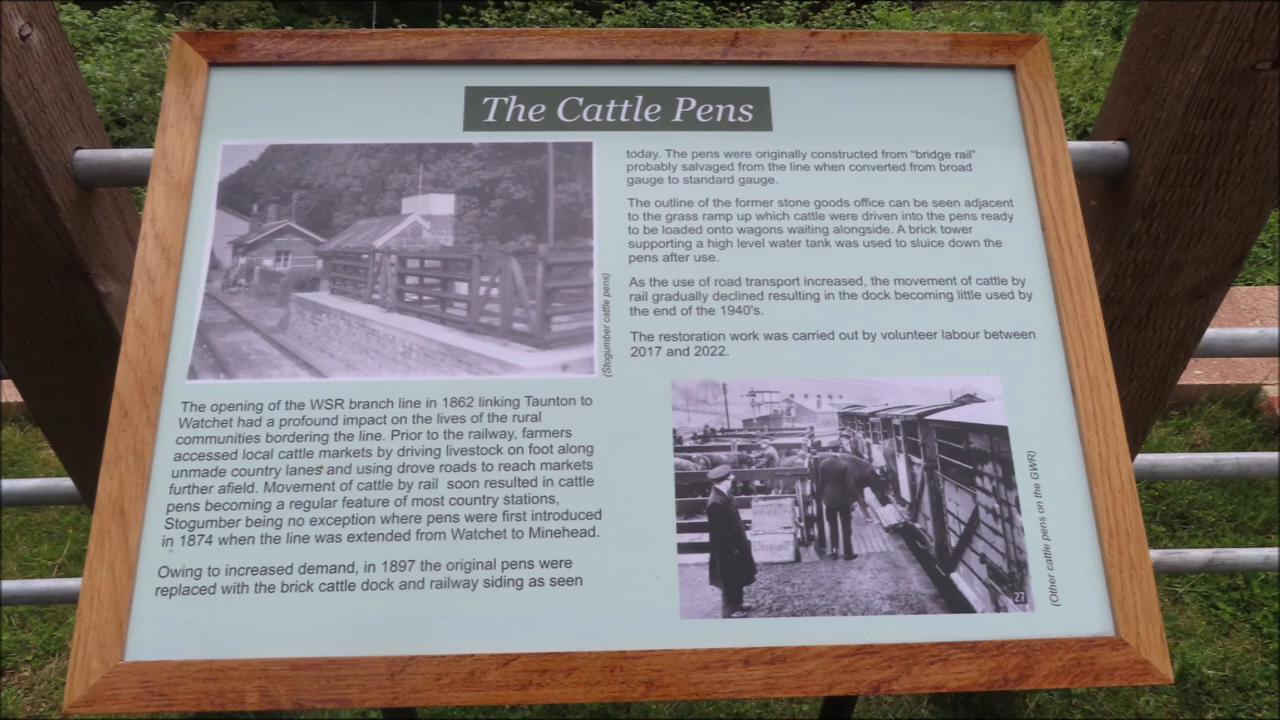 The Cattle Pens
(Stogumber cattle pens)
The opening of the WSR branch line in 1862 linking Taunton to
Watchet had a profound impact on the lives of the rural
communities bordering the line. Prior to the railway, farmers
accessed local cattle markets by driving livestock on foot along
unmade country lanes and using drove roads to reach markets
further afield. Movement of cattle by rail soon resulted in cattle
pens becoming a regular feature of most country stations,
Stogumber being no exception where pens were first introduced
in 1874 when the line was extended from Watchet to Minehead.
Owing to increased demand, in 1897 the original pens were
replaced with the brick cattle dock and railway siding as seen
today. The pens were originally constructed from "bridge rail"
probably salvaged from the line when converted from broad
gauge to standard gauge.
The outline of the former stone goods office can be seen adjacent
to the grass ramp up which cattle were driven into the pens ready
to be loaded onto wagons waiting alongside. A brick tower
supporting a high level water tank was used to sluice down the
pens after use.
As the use of road transport increased, the movement of cattle by
rail gradually declined resulting in the dock becoming little used by
the end of the 1940's.
The restoration work was carried out by volunteer labour between
2017 and 2022.
27
(Other cattle pens on the GWR)